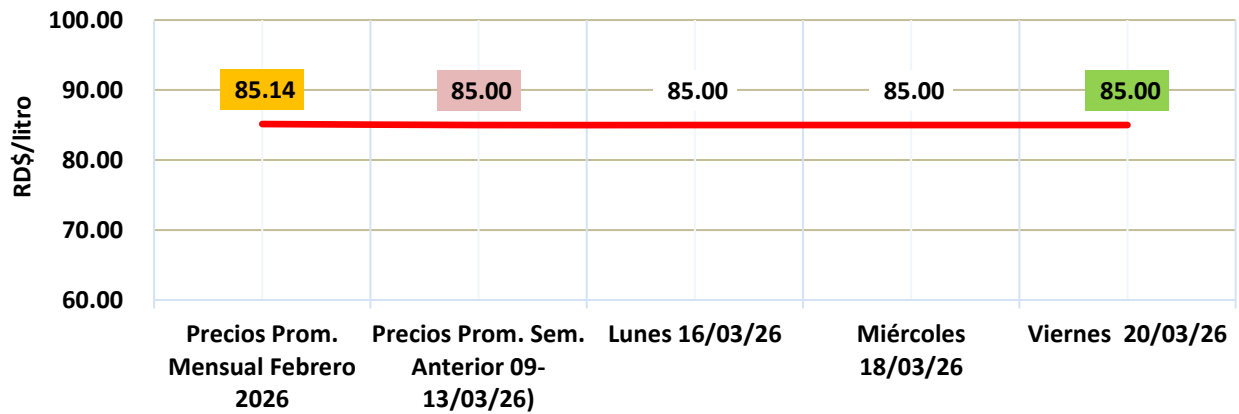 100.00
90.00
80.00
70.00
60.00
RD$/litro
85.14
85.00
85.00
85.00
85.00
Precios Prom.
Mensual Febrero
2026
Precios Prom. Sem.
Anterior 09-
13/03/26)
Lunes 16/03/26
Miércoles
18/03/26
Viernes  20/03/26